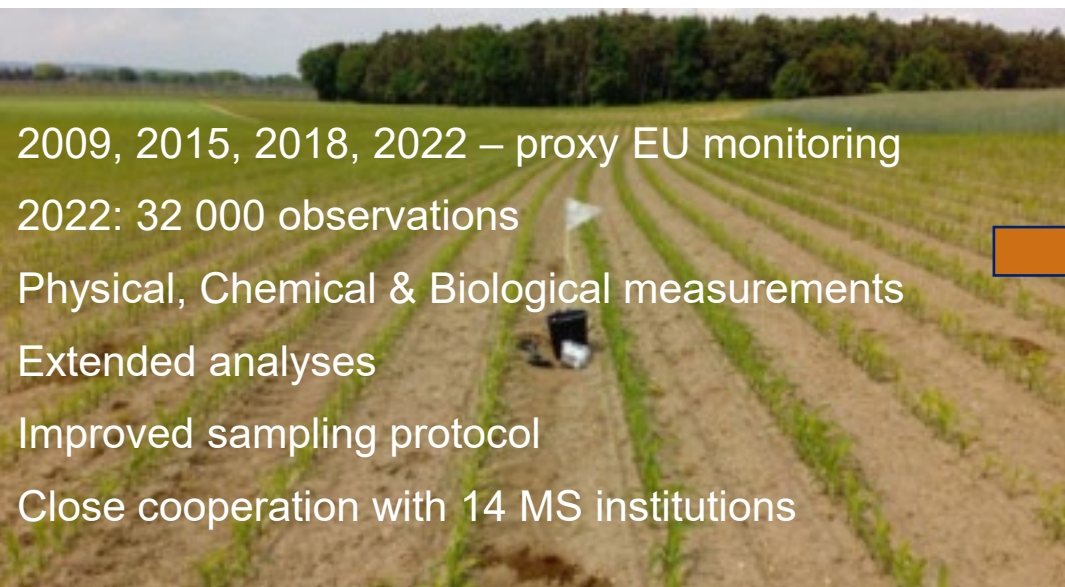 2009, 2015, 2018, 2022 – proxy EU monitoring
2022: 32 000 observations
Physical, Chemical & Biological measurements
Extended analyses
Improved sampling protocol
Close cooperation with 14 MS institutions